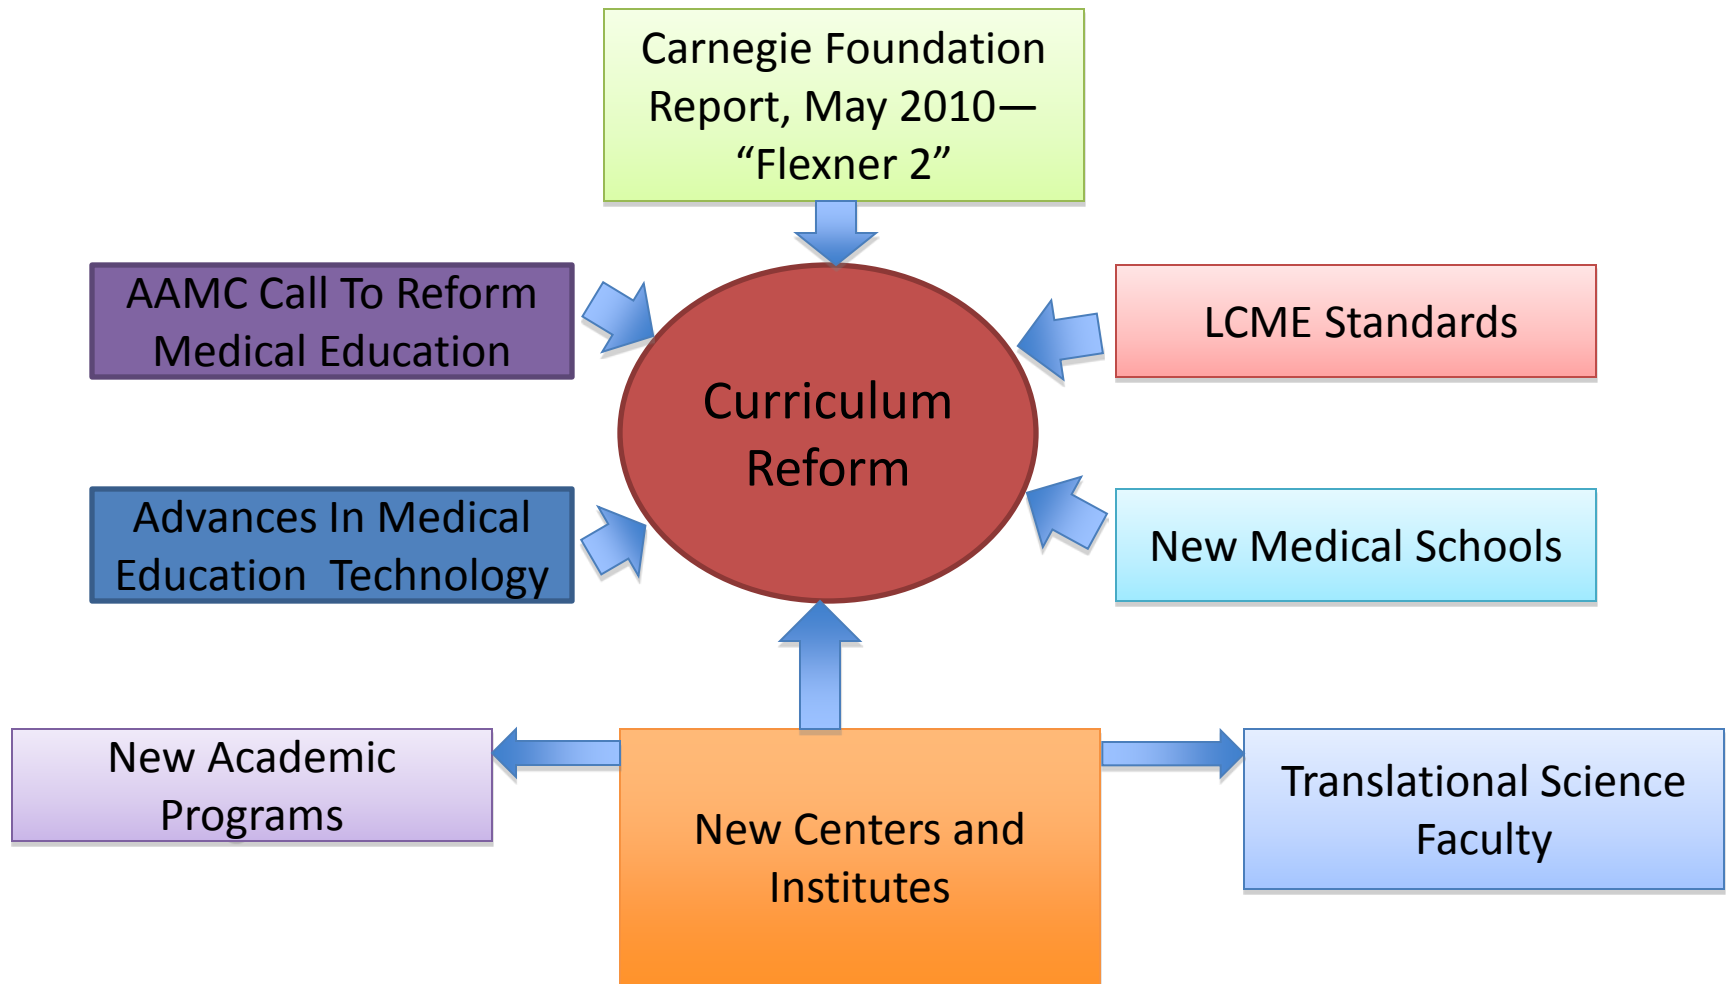 Carnegie Foundation
Report, May 2010—
“Flexner 2”
AAMC Call To Reform
Medical Education
LCME Standards
Curriculum
Reform
Advances In Medical
Education  Technology
New Medical Schools
New Academic
Programs
New Centers and
Institutes
Translational Science
Faculty